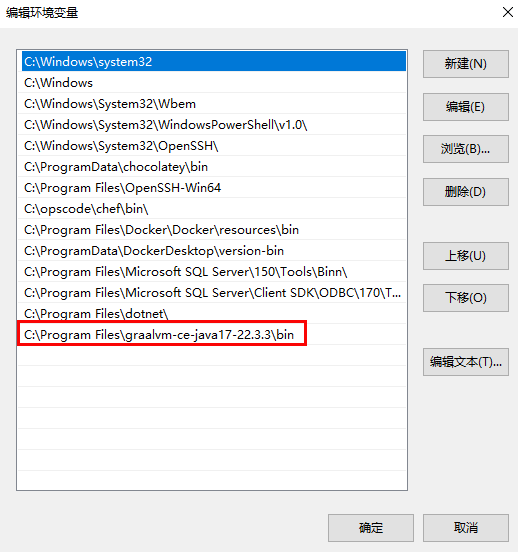 编辑环境变量
C:\Windows\system32
C:\Windows
C:\Windows\System32\Wbem
C:\Windows\System32\WindowsPowerShell\v1.0\
C:\Windows\System32\OpenSSH\
C:\ProgramData\chocolatey\bin
C:\Program Files\OpenSSH-Win64
C:\opscode\chef\bin\
C:\Program Files\Docker\Docker\resources\bin
C:\ProgramData\DockerDesktop\version-bin
C:\Program Files\Microsoft SQL Server\150\Tools\Binn\
C:\Program Files\Microsoft SQL Server\Client SDK\ODBC\170\T...
C:\Program Files\dotnet\
C:\Program Files\graalvm-ce-java17-22.3.3\bin
新建(N)
编辑(E)
浏览(B)...
删除(D)
上移(U)
下移(O)
编辑文本(T)...
确定
取消